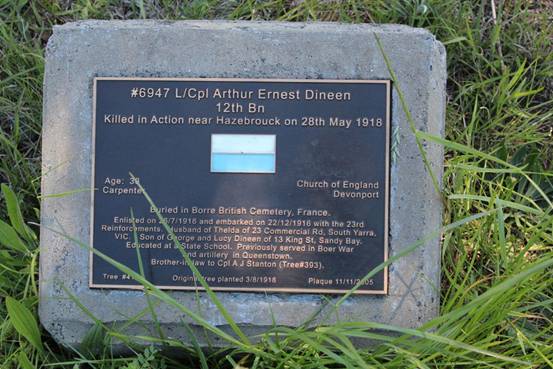 #6947 L/Cpl Arthur Ernest Dineen
12th Bn
Killed in Action near Hazebrouck on 28th May 1918
Age:
Carpenter
Church of England
Devonport
Buried in Borre British Cemetery, France.
Enlisted on 26/7/1916 and embarked on 22/12/1916 with the 23rd
Reinforcements. Husband of Thelda of 23 Commercial Rd, South Yarra,
VIC. Son of George and Lucy Dineen of 13 King St, Sandy Bay.
Educated at State School. Previously served in Boer War
and artillery in Queenstown.
Brother-in-law to Cpl A J Stanton (Tree#393).
Original tree planted 3/8/1918
Plaque 11/11/2005